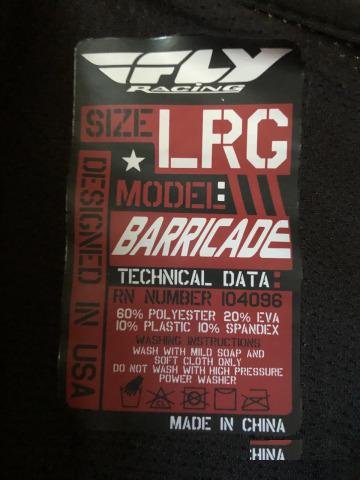 FLY
RACING
SIZE
LRG
MODEL:
BARRICADE
DESIGNED IN USA
TECHNICAL DATA:
RN NUMBER 104096
60% POLYESTER 20% EVA
10% PLASTIC 10% SPANDEX
WASHING INSTRUCTIONS
WASH WITH MILD SOAP AND
SOFT CLOTH ONLY
DO NOT WASH WITH HIGH PRESSURE
POWER WASHER
MADE IN CHINA
CHINA